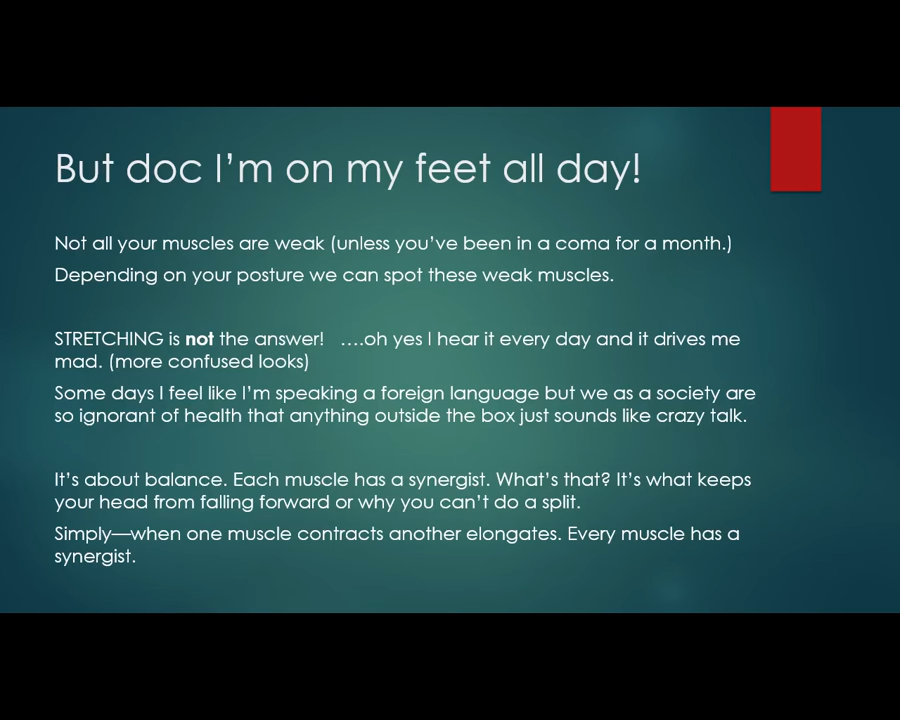 But doc I’m on my feet all day!
Not all your muscles are weak (unless you’ve been in a coma for a month.)
Depending on your posture we can spot these weak muscles.
STRETCHING is not the answer!   ….oh yes I hear it every day and it drives me
mad. (more confused looks)
Some days I feel like I’m speaking a foreign language but we as a society are
so ignorant of health that anything outside the box just sounds like crazy talk.
It’s about balance. Each muscle has a synergist. What’s that? It’s what keeps
your head from falling forward or why you can’t do a split.
Simply—when one muscle contracts another elongates. Every muscle has a
synergist.